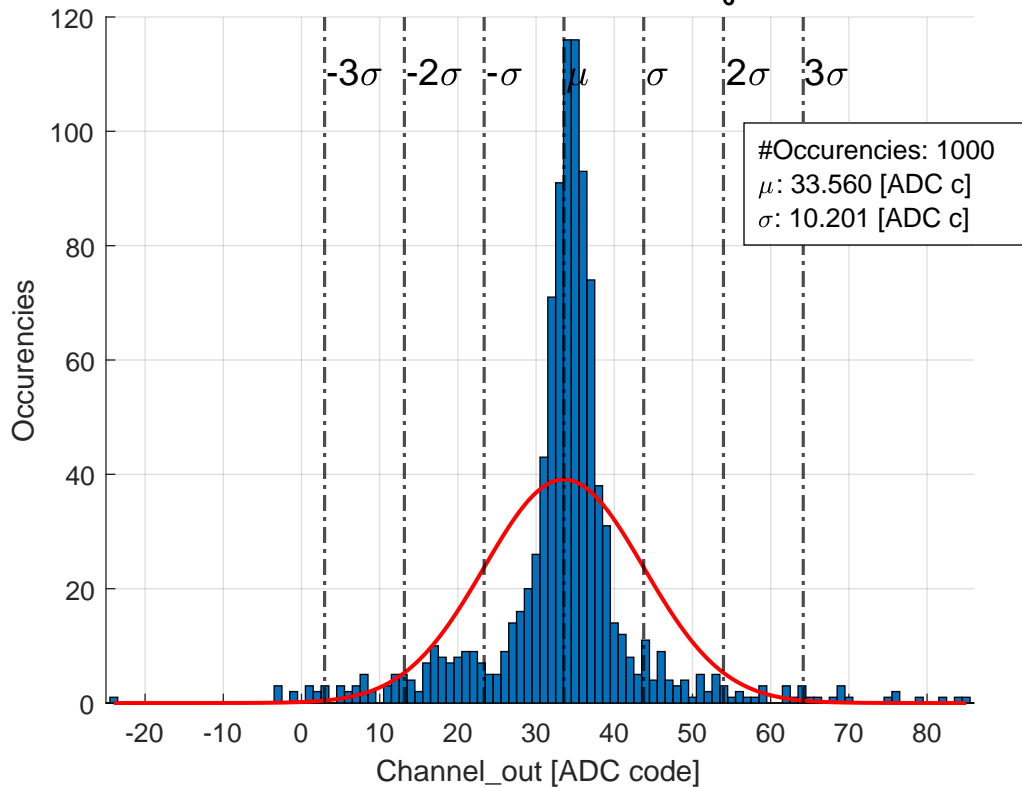 120
-3σ -2σ -σ μ σ 2σ 3σ
100
#Occurencies: 1000
μ: 33.560 [ADC c]
σ: 10.201 [ADC c]
80
60
40
20
0
Occurencies
-20 -10 0 10 20 30 40 50 60 70 80
Channel_out [ADC code]